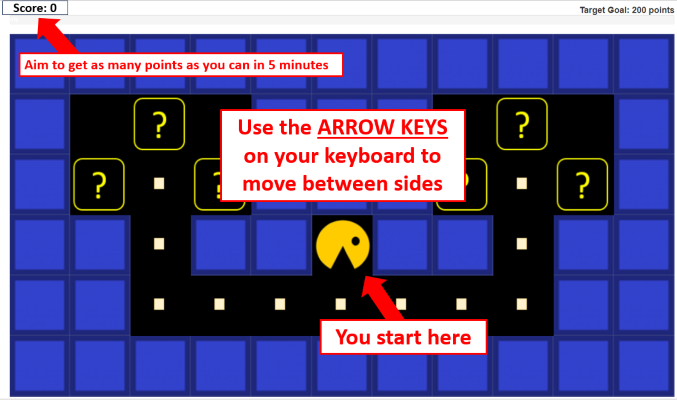 Score: 0
Target Goal: 200 points
Aim to get as many points as you can in 5 minutes
?
?
Use the ARROW KEYS
on your keyboard to
move between sides
?
?
?
?
You start here